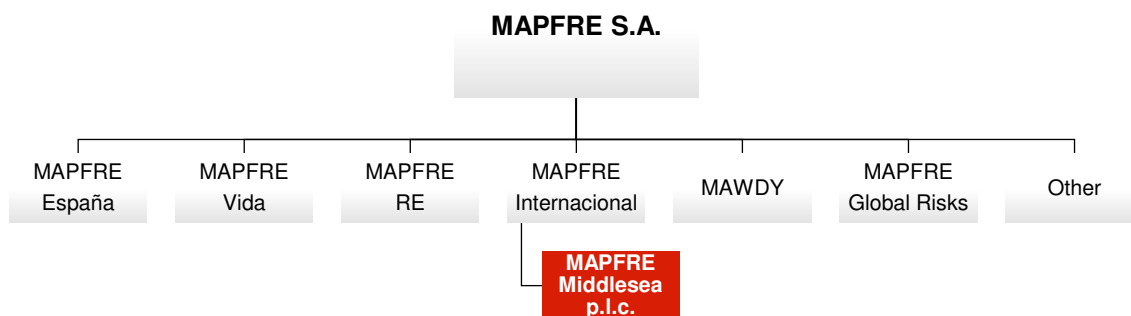 MAPFRE S.A.
MAPFRE
España
MAPFRE
Vida
MAPFRE
RE
MAPFRE
Internacional
MAWDY
MAPFRE
Global Risks
Other
MAPFRE
Middlesea
p.l.c.